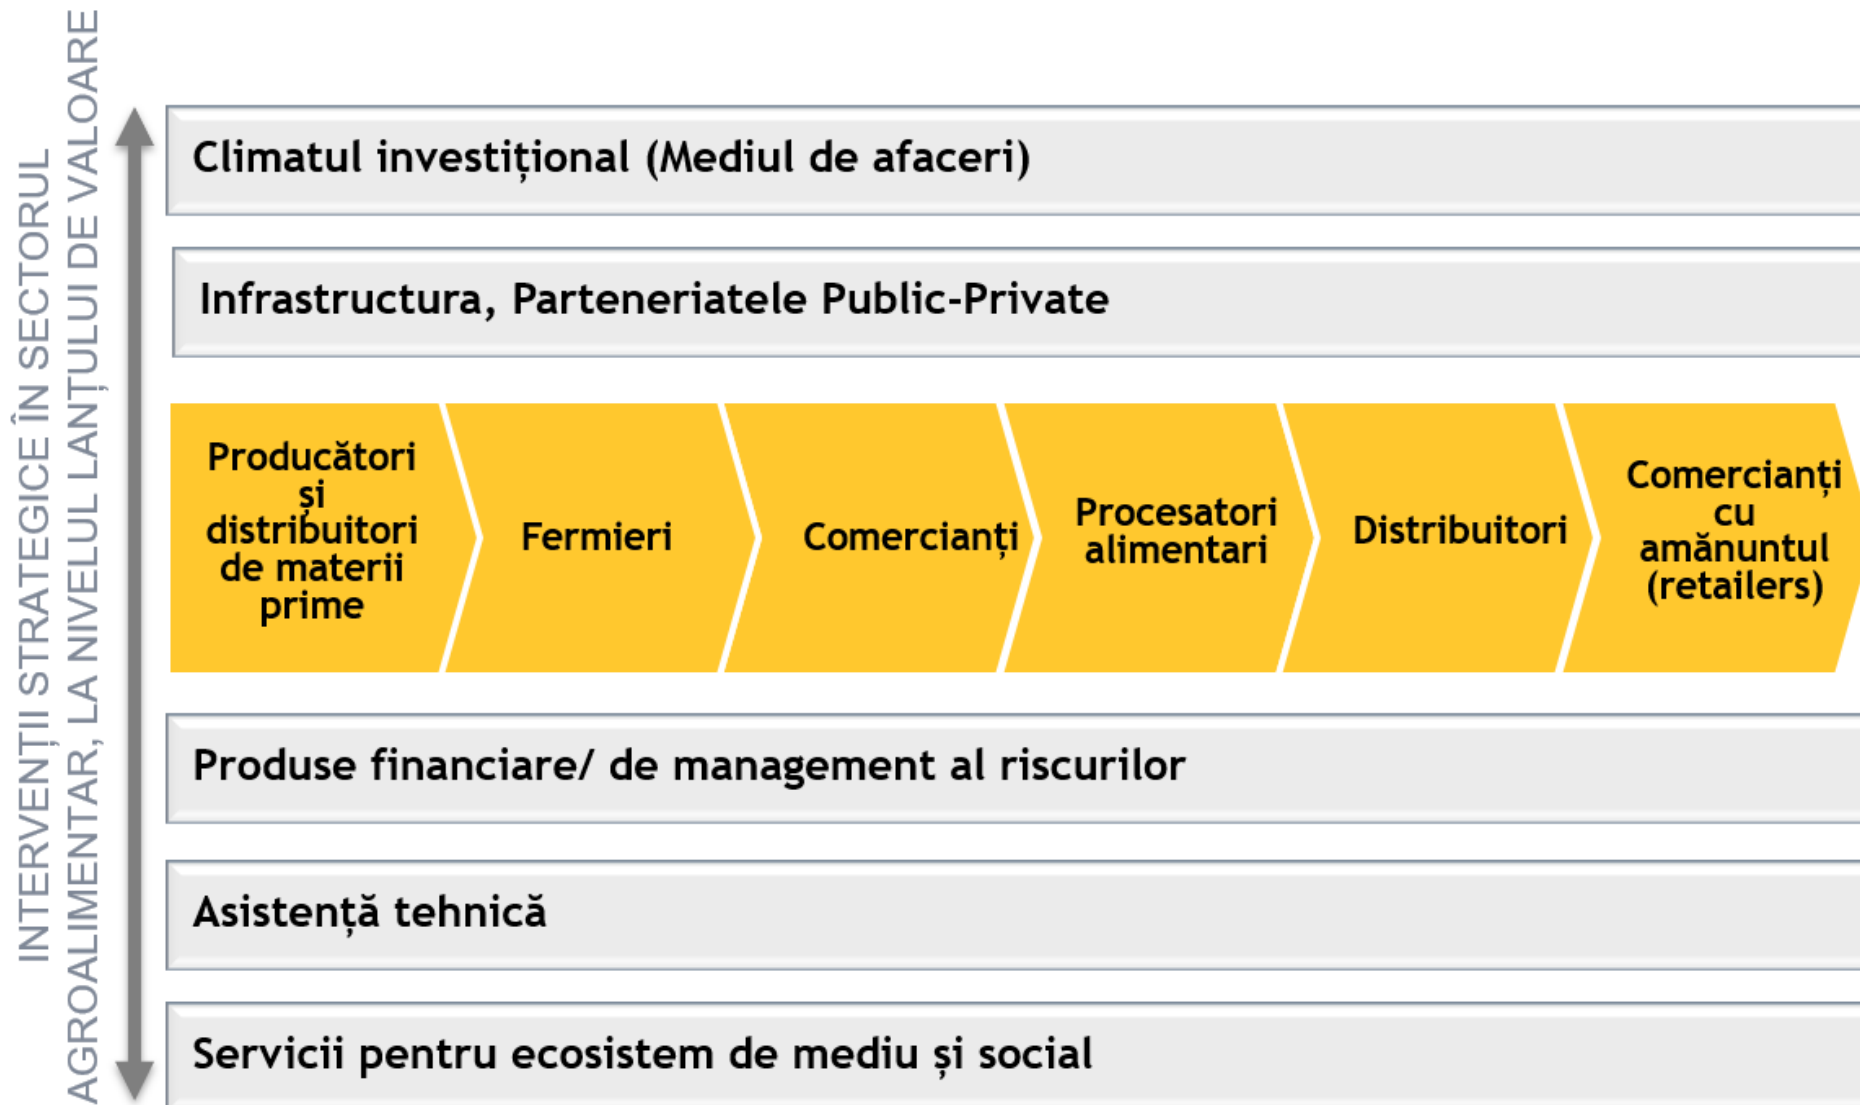 INTERVENȚII STRATEGICE ÎN SECTORUL
AGROALIMENTAR, LA NIVELUL LANȚULUI DE VALOARE
Climatul investițional (Mediul de afaceri)
Infrastructura, Parteneriatele Public-Private
Producători
și
distribuitori
de materii
prime
Fermieri
Comercianți
Procesatori
alimentari
Distribuitori
Comercianți
cu
amănuntul
(retailers)
Produse financiare/ de management al riscurilor
Asistență tehnică
Servicii pentru ecosistem de mediu și social